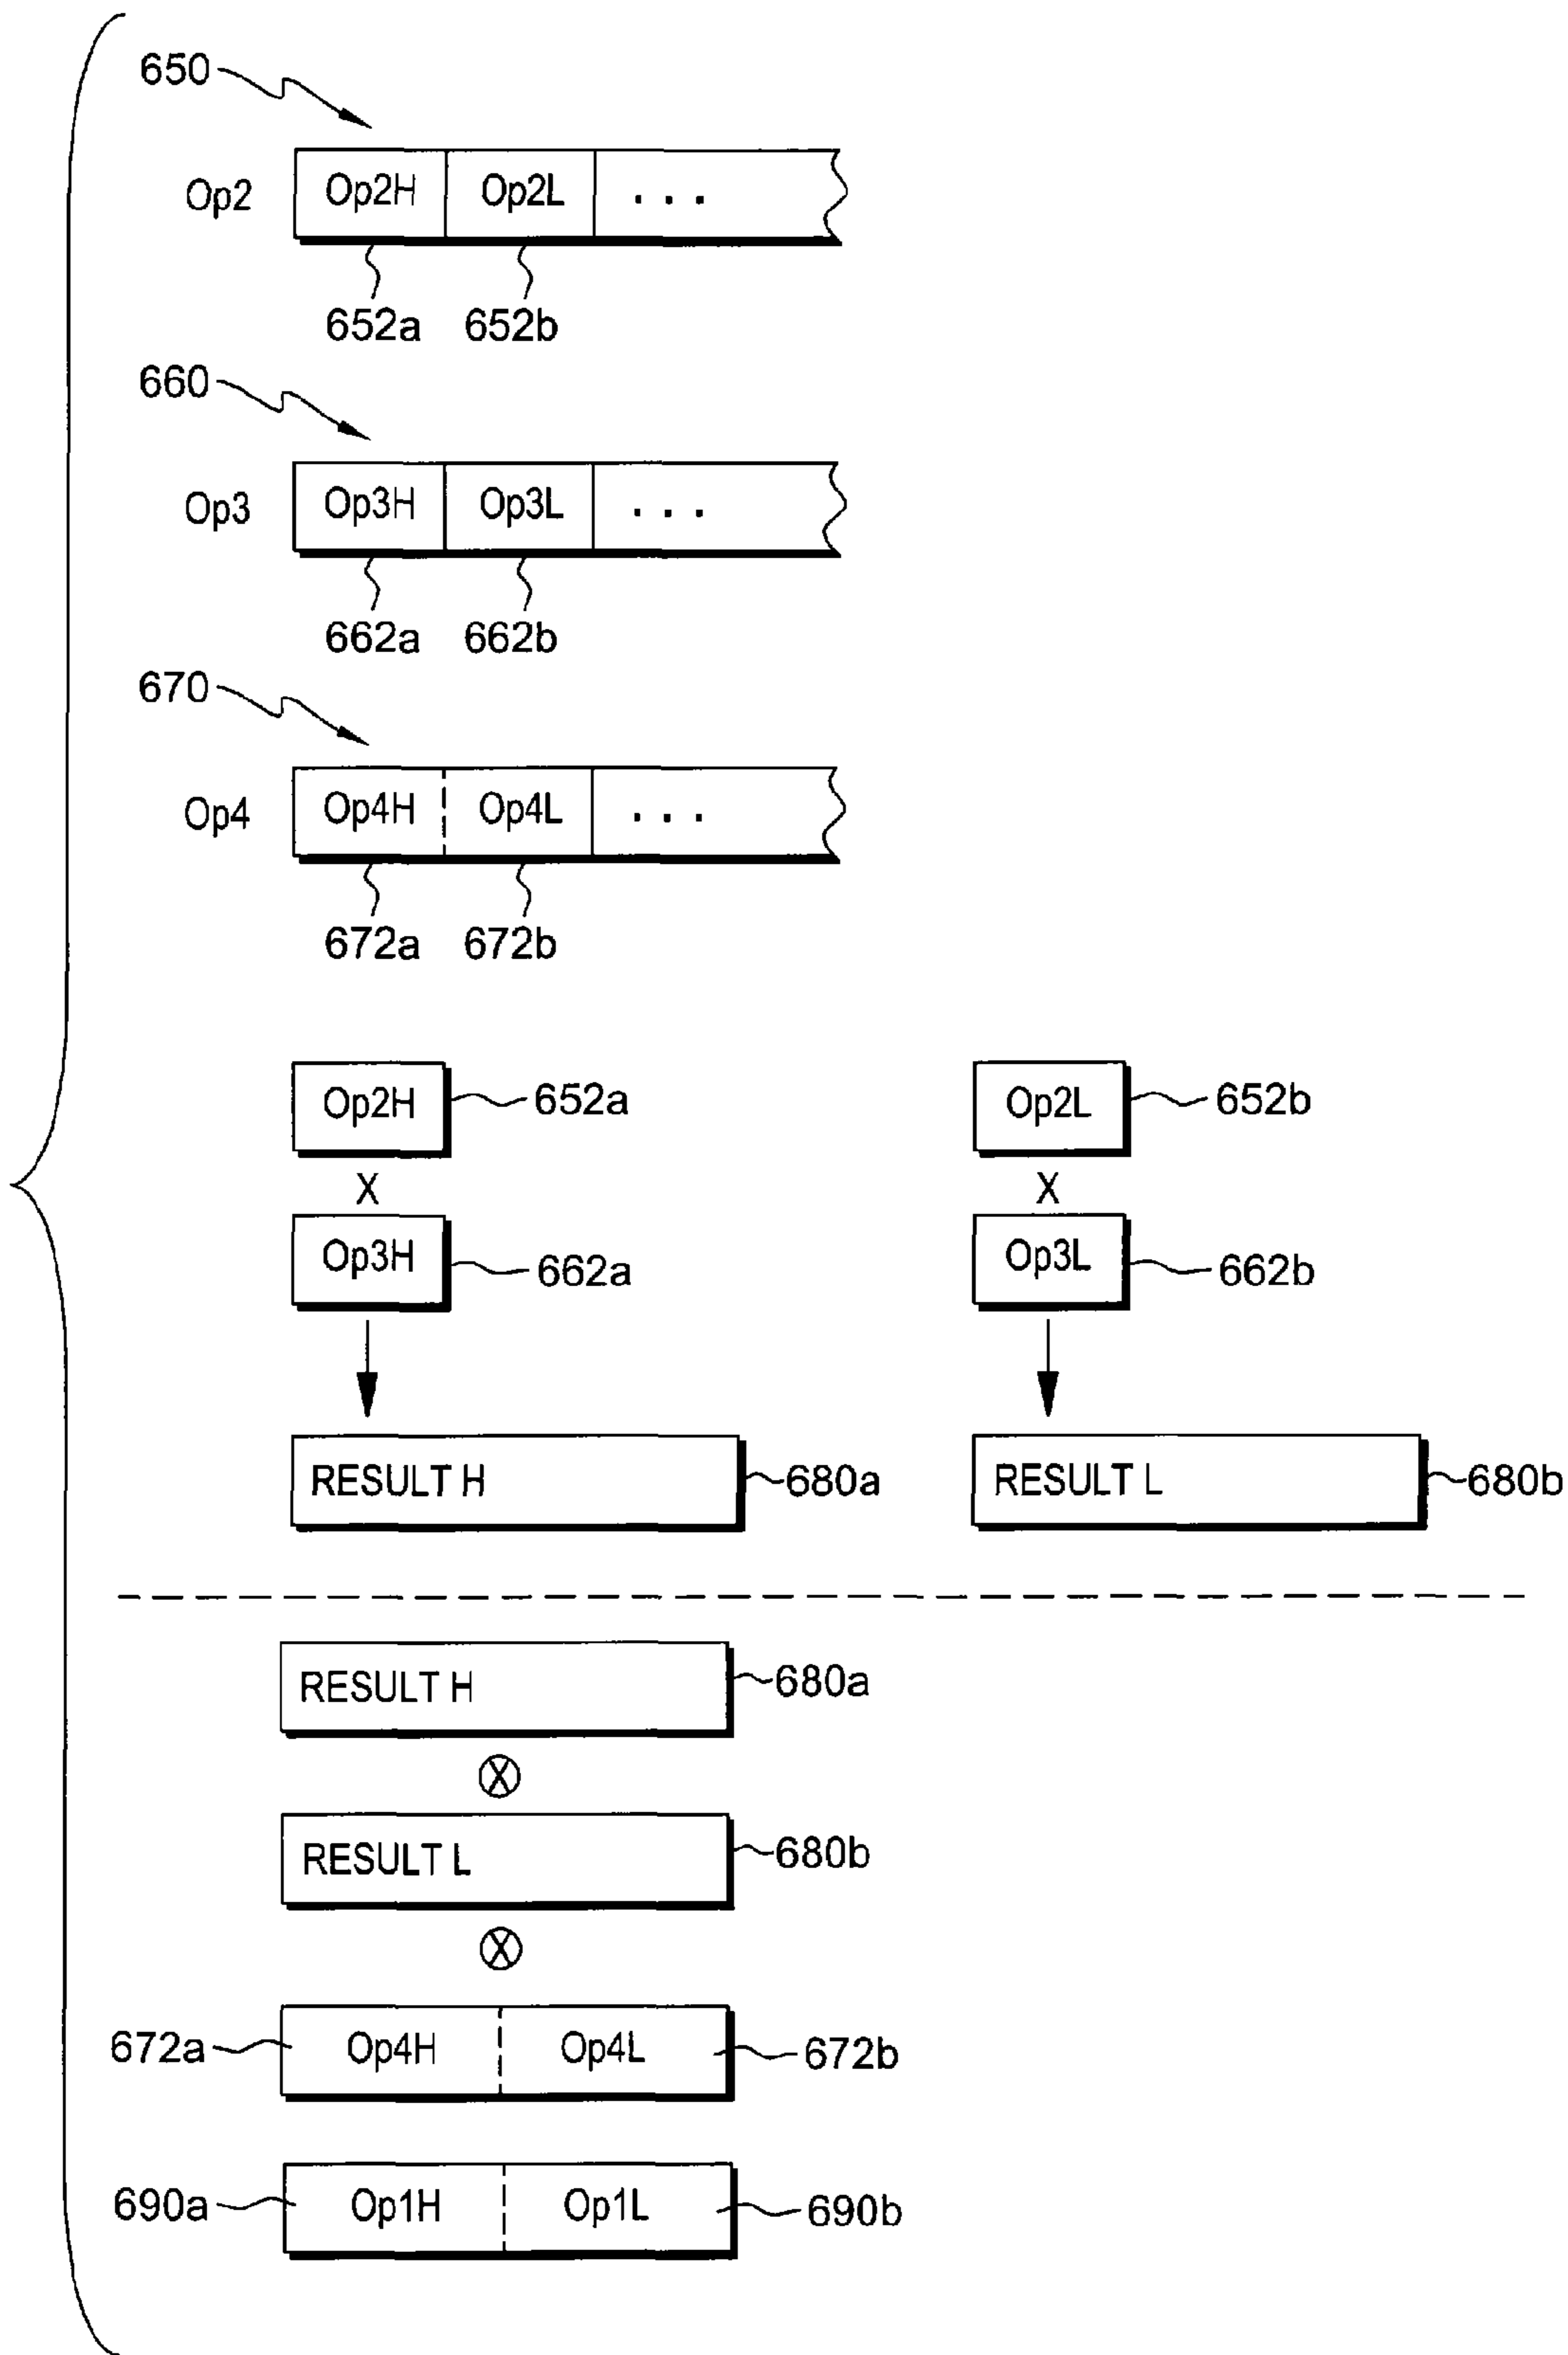 650
Op2 Op2H Op2L . . .
652a 652b
660
Op3 Op3H Op3L . . .
662a 662b
670
Op4 Op4H Op4L . . .
672a 672b
Op2H 652a Op2L 652b
X X
Op3H 662a Op3L 662b
RESULT H 680a RESULT L 680b
RESULT H 680a
X
RESULT L 680b
X
672a Op4H Op4L 672b
690a Op1H Op1L 690b